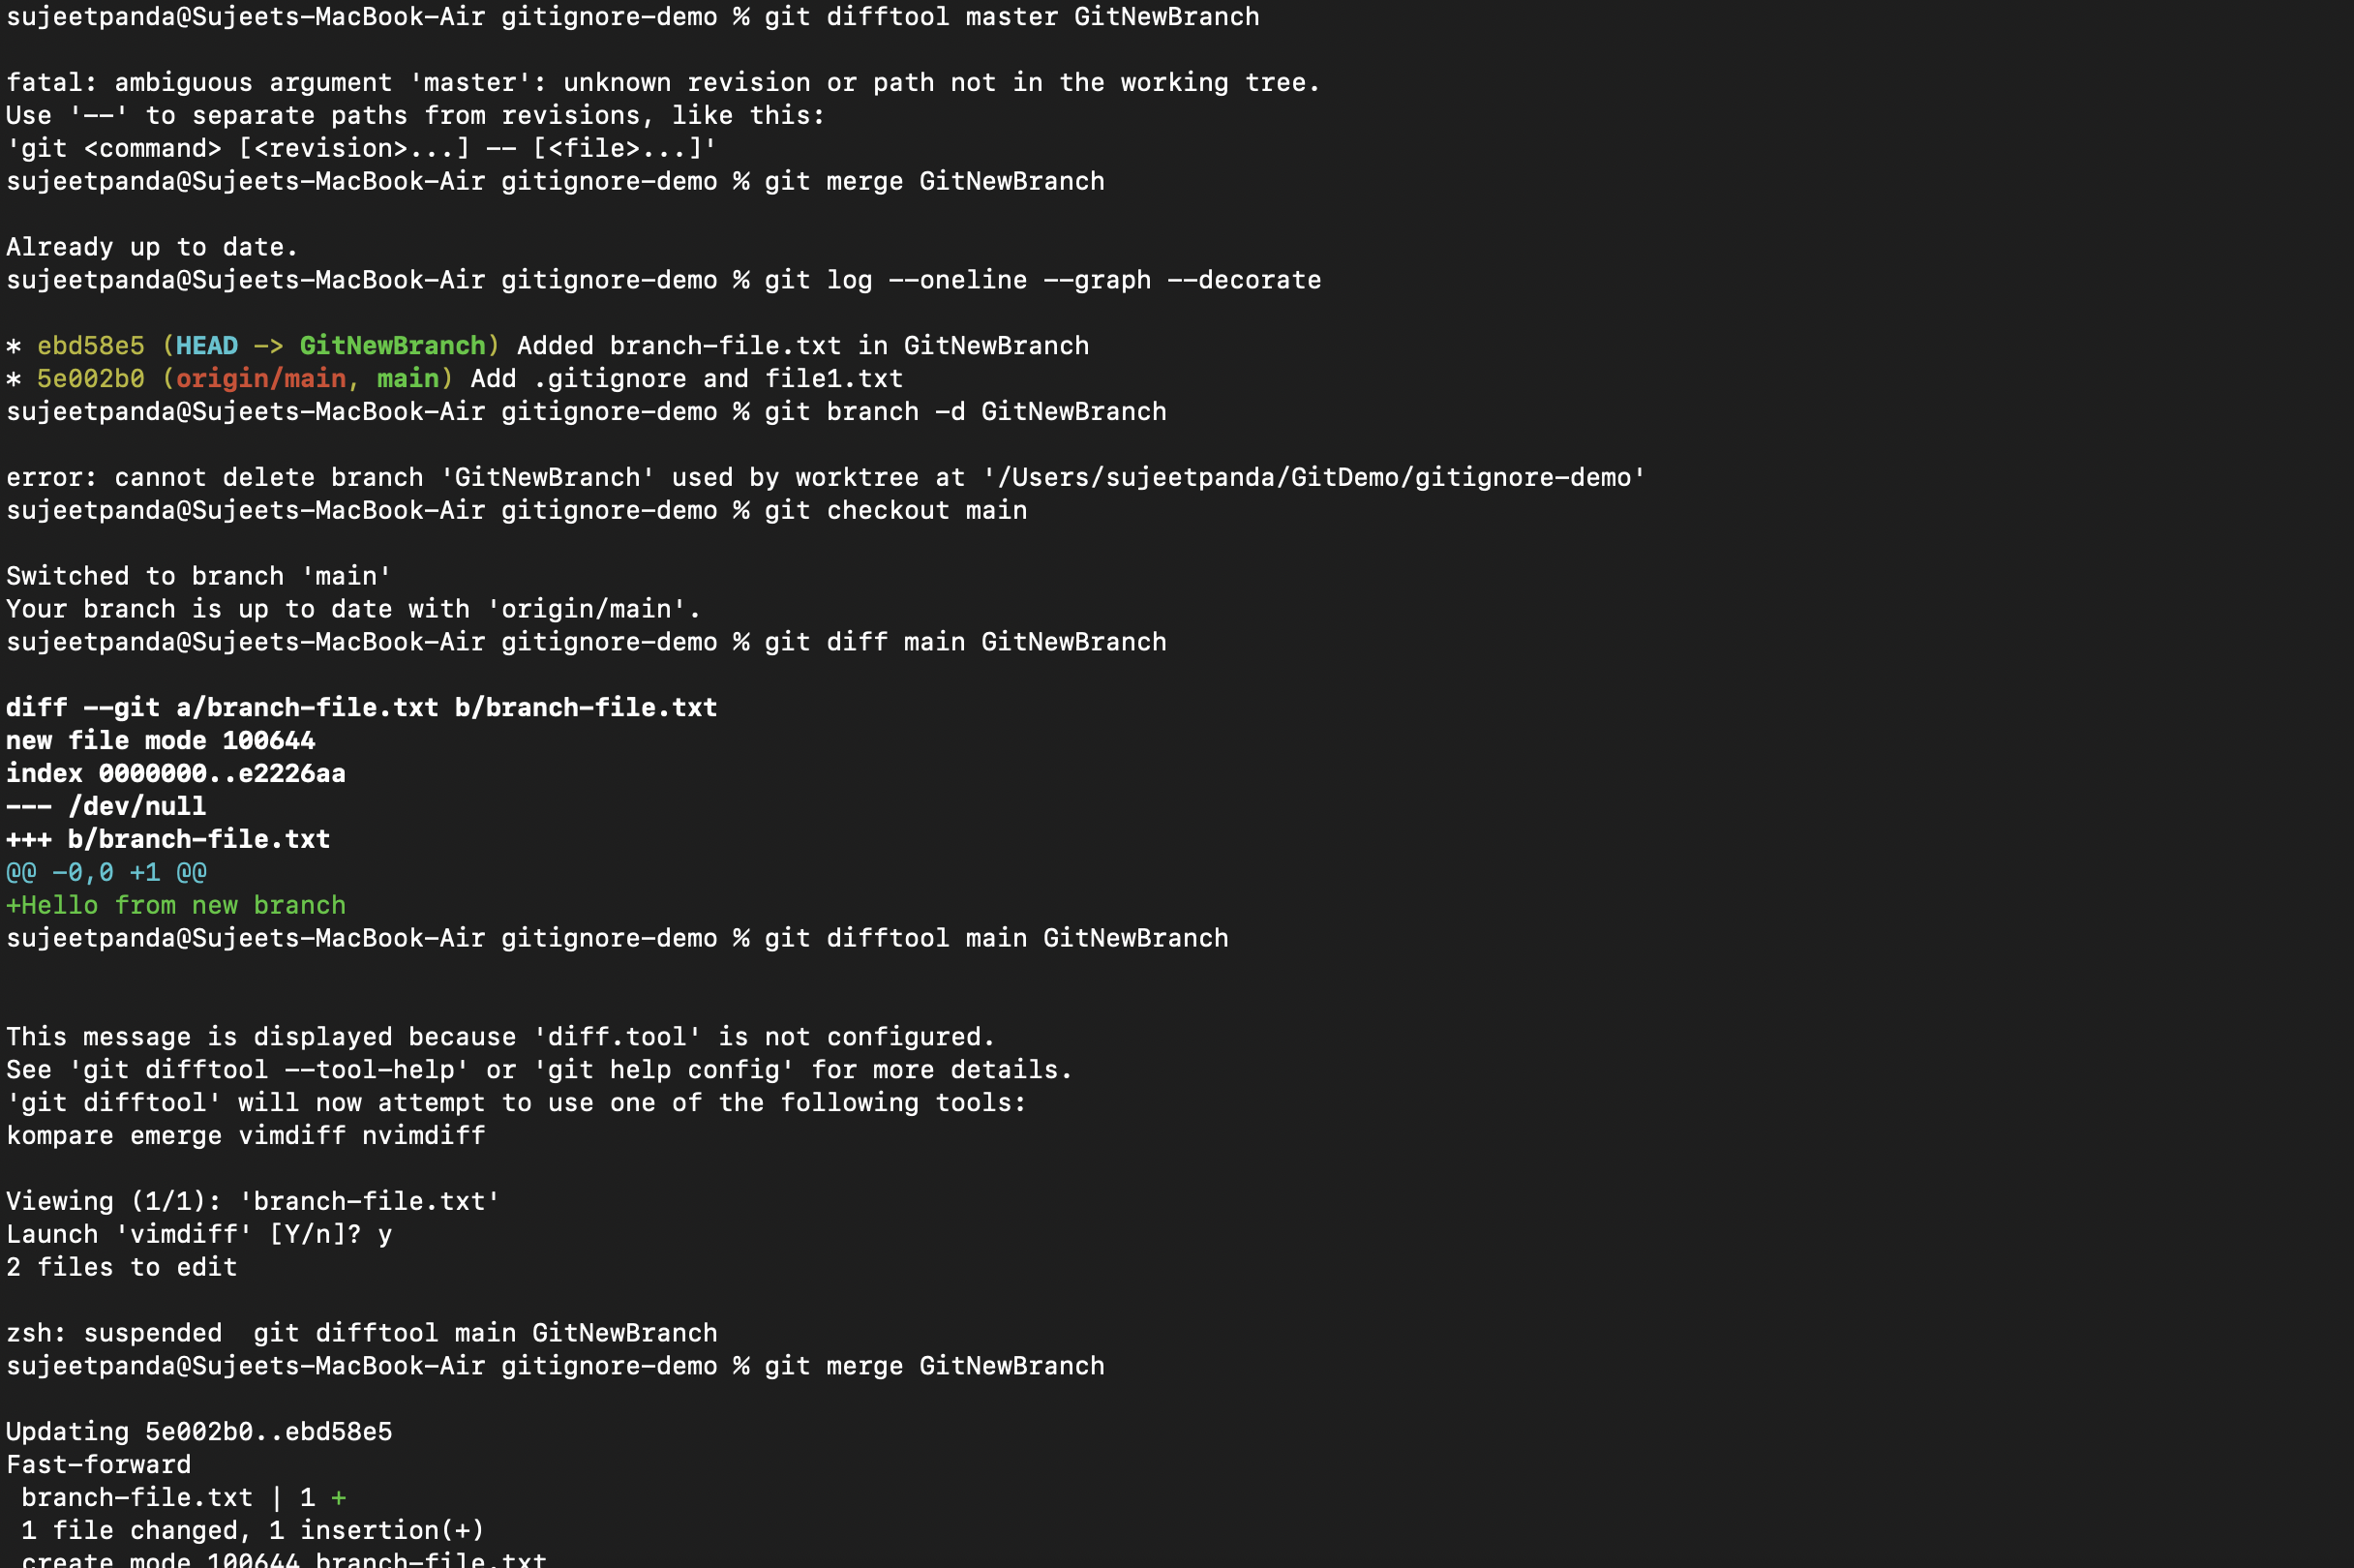 sujeetpanda@Sujeets-MacBook-Air gitignore-demo % git difftool master GitNewBranch
fatal: ambiguous argument 'master': unknown revision or path not in the working tree.
Use '--' to separate paths from revisions, like this:
'git <command> [<revision>...] -- [<file>...]'
sujeetpanda@Sujeets-MacBook-Air gitignore-demo % git merge GitNewBranch
Already up to date.
sujeetpanda@Sujeets-MacBook-Air gitignore-demo % git log --oneline --graph --decorate
* ebd58e5 (HEAD -> GitNewBranch) Added branch-file.txt in GitNewBranch
* 5e002b0 (origin/main, main) Add .gitignore and file1.txt
sujeetpanda@Sujeets-MacBook-Air gitignore-demo % git branch -d GitNewBranch
error: cannot delete branch 'GitNewBranch' used by worktree at '/Users/sujeetpanda/GitDemo/gitignore-demo'
sujeetpanda@Sujeets-MacBook-Air gitignore-demo % git checkout main
Switched to branch 'main'
Your branch is up to date with 'origin/main'.
sujeetpanda@Sujeets-MacBook-Air gitignore-demo % git diff main GitNewBranch
diff --git a/branch-file.txt b/branch-file.txt
new file mode 100644
index 0000000..e2226aa
--- /dev/null
+++ b/branch-file.txt
@@ -0,0 +1 @@
+Hello from new branch
sujeetpanda@Sujeets-MacBook-Air gitignore-demo % git difftool main GitNewBranch
This message is displayed because 'diff.tool' is not configured.
See 'git difftool --tool-help' or 'git help config' for more details.
'git difftool' will now attempt to use one of the following tools:
kompare emerge vimdiff nvimdiff
Viewing (1/1): 'branch-file.txt'
Launch 'vimdiff' [Y/n]? y
2 files to edit
zsh: suspended  git difftool main GitNewBranch
sujeetpanda@Sujeets-MacBook-Air gitignore-demo % git merge GitNewBranch
Updating 5e002b0..ebd58e5
Fast-forward
 branch-file.txt | 1 +
 1 file changed, 1 insertion(+)
 create mode 100644 branch-file.txt